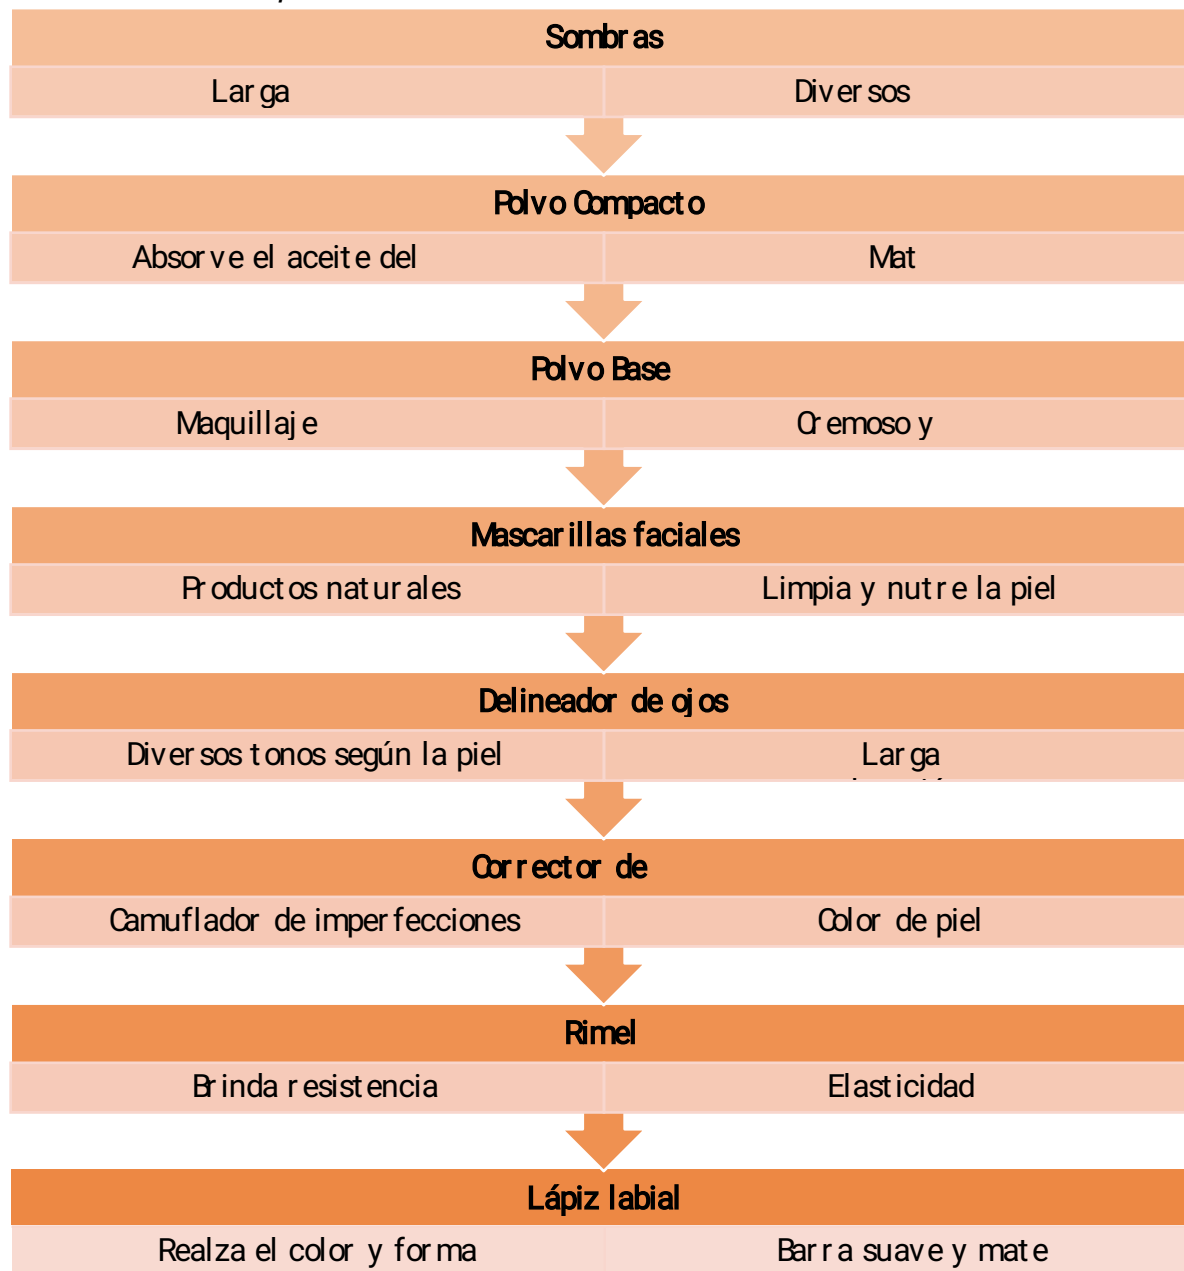 Sombras
Larga
Diversos
Polvo Compacto
Absorve el aceite del
Mat
Polvo Base
Maquillaje
Cremoso y
Mascarillas faciales
Productos naturales
Limpia y nutre la piel
Delineador de ojos
Diversos tonos según la piel
Larga
Corrector de
Camuflador de imperfecciones
Color de piel
Rimel
Brinda resistencia
Elasticidad
Lápiz labial
Realza el color y forma
Barra suave y mate